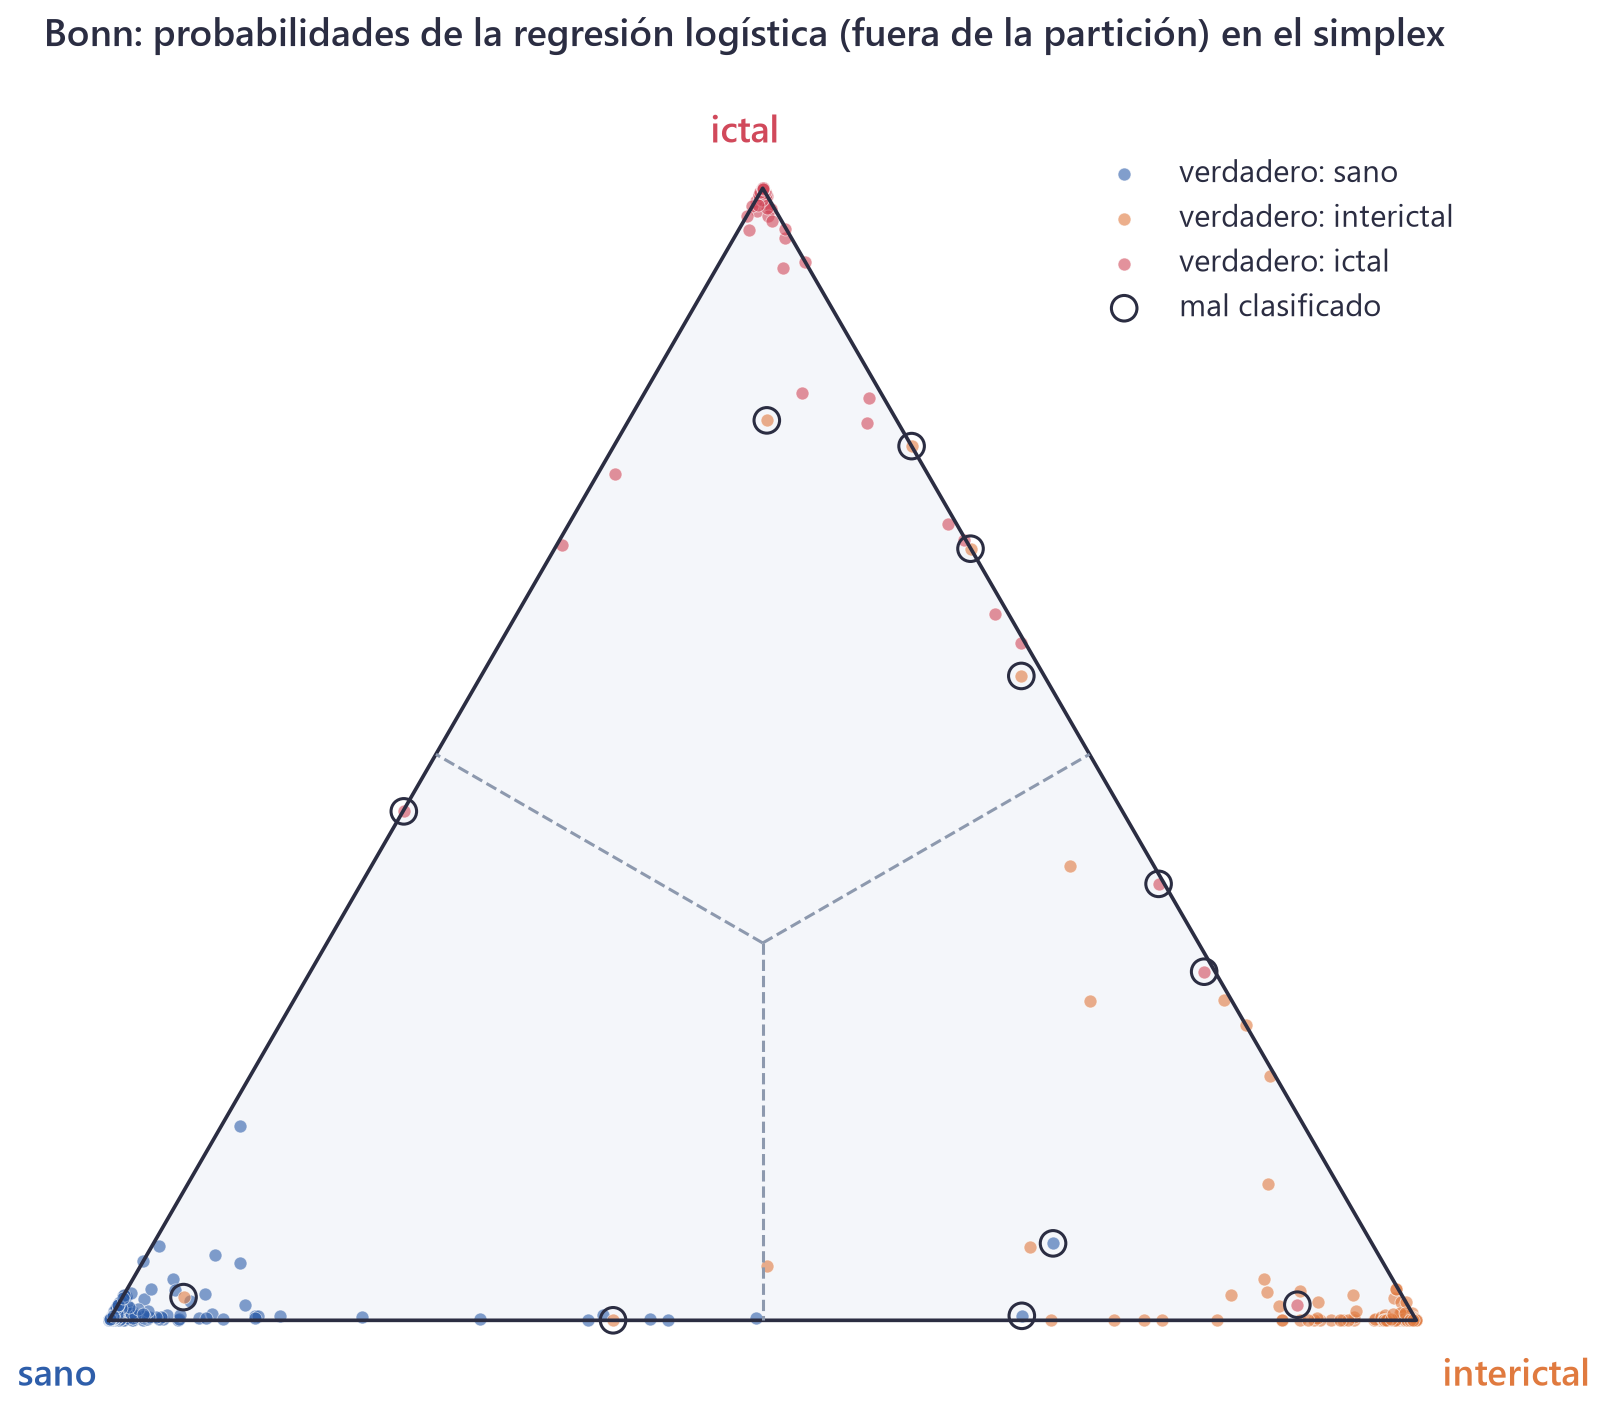 Bonn: probabilidades de la regresión logística (fuera de la partición) en el simplex
ictal
verdadero: sano
verdadero: interictal
verdadero: ictal
mal clasificado
sano
interictal